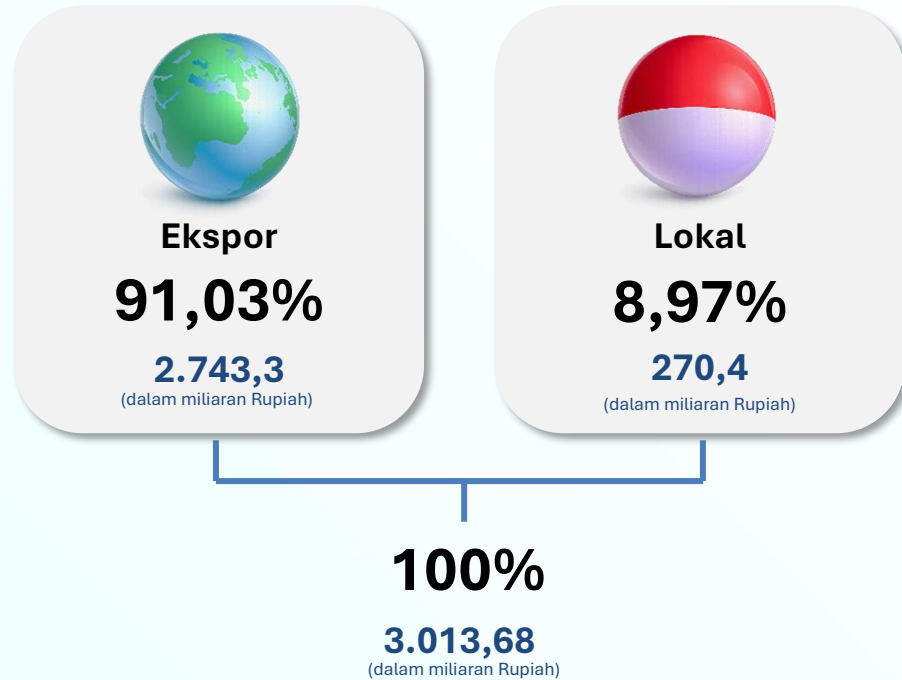 Ekspor
91,03%
2.743,3
(dalam miliaran Rupiah)
Lokal
8,97%
270,4
(dalam miliaran Rupiah)
100%
3.013,68
(dalam miliaran Rupiah)